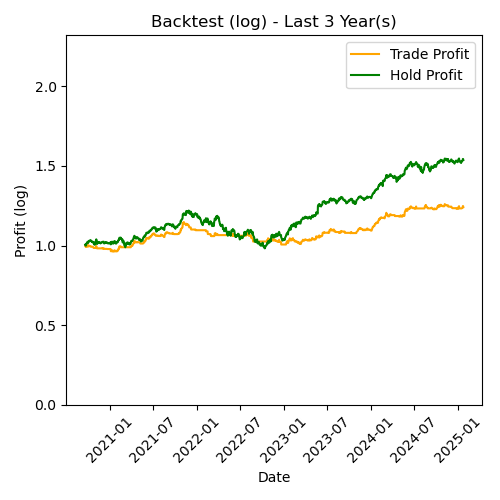 Backtest (log) - Last 3 Year(s)
Trade Profit
Hold Profit
Profit (log)
2.0
1.5
1.0
0.5
0.0
2021-01
2021-07
2022-01
2022-07
2023-01
2023-07
2024-01
2024-07
2025-01
Date